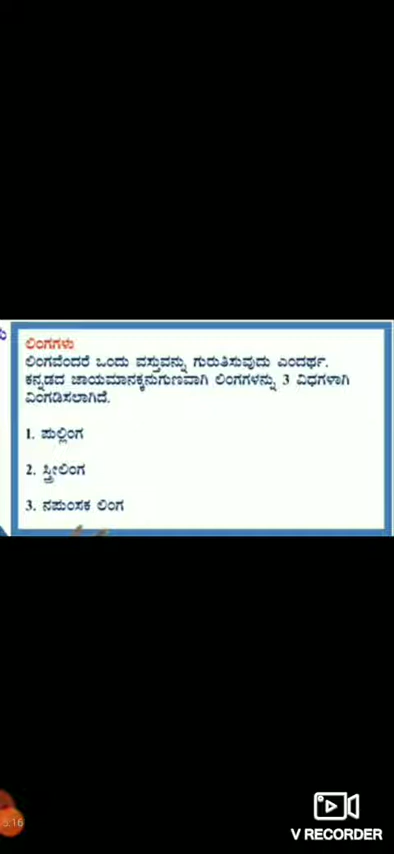 ಲಿಂಗಗಳು
ಲಿಂಗವೆಂದರೆ ಒಂದು ವಸ್ತುವನ್ನು ಗುರುತಿಸುವುದು ಎಂದರ್ಥ.
ಕನ್ನಡದ ಜಾಯಮಾನಕ್ಕನುಗುಣವಾಗಿ ಲಿಂಗಗಳನ್ನು 3 ವಿಧಗಳಾಗಿ
ವಿಂಗಡಿಸಲಾಗಿದೆ.
1. ಪುಲ್ಲಿಂಗ
2. ಸ್ತ್ರೀಲಿಂಗ
3. ನಪುಂಸಕ ಲಿಂಗ
V RECORDER